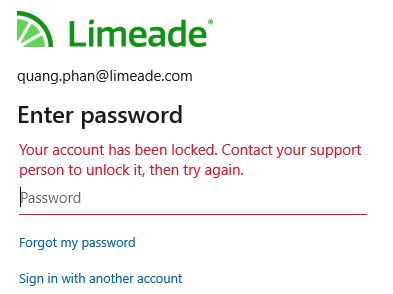 Limeade®
quang.phan@limeade.com
Enter password
Your account has been locked. Contact your support
person to unlock it, then try again.
Password
Forgot my password
Sign in with another account